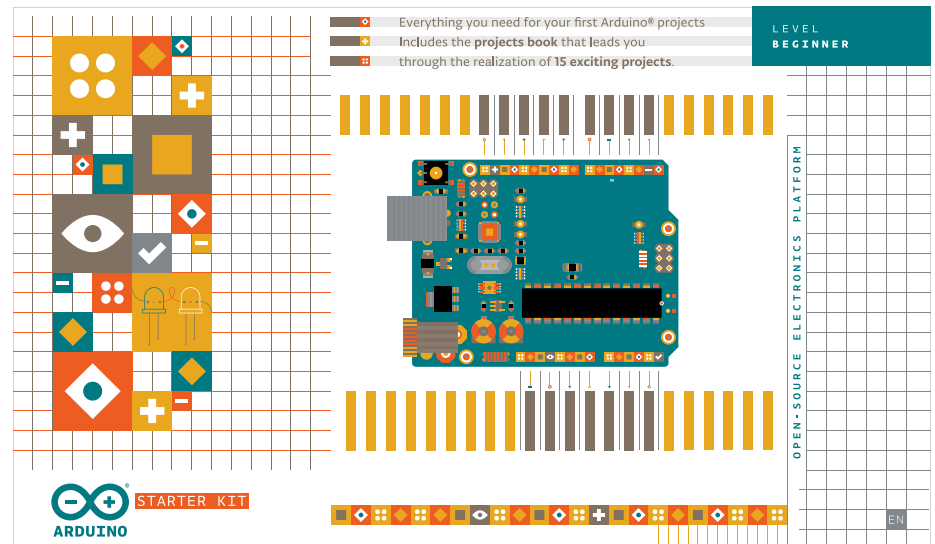 Everything you need for your first Arduino® projects
Includes the projects book that leads you
through the realization of 15 exciting projects.
LEVEL
BEGINNER
OPEN-SOURCE ELECTRONICS PLATFORM
STARTER KIT
ARDUINO
EN